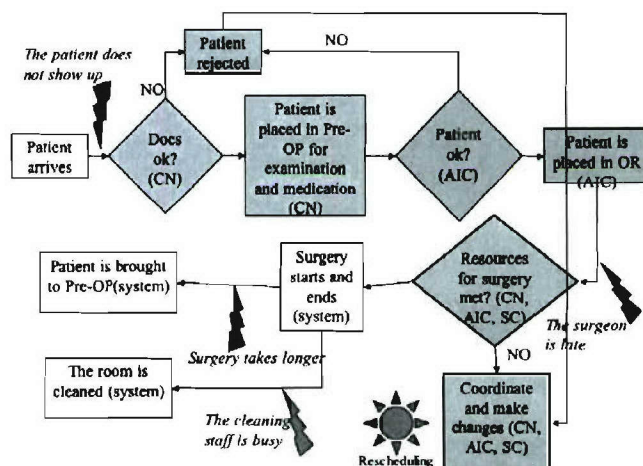 The patient does
not show up
Patient
rejected
NO
NO
Patient
arrives
Does
ok?
(CN)
Patient is
placed in Pre-
OP for
examination
and medication
(CN)
Patient
ok?
(AIC)
Patient is
placed in OR
(AIC)
Patient is brought
to Pre-OP(system)
Surgery
starts and
ends
(system)
Resources
for surgery
met? (CN,
AIC, SC)
The surgeon
is late
Surgery takes longer
NO
The room is
cleaned (system)
The cleaning
staff is busy
Coordinate
and make
changes (CN,
AIC, SC)
Rescheduling